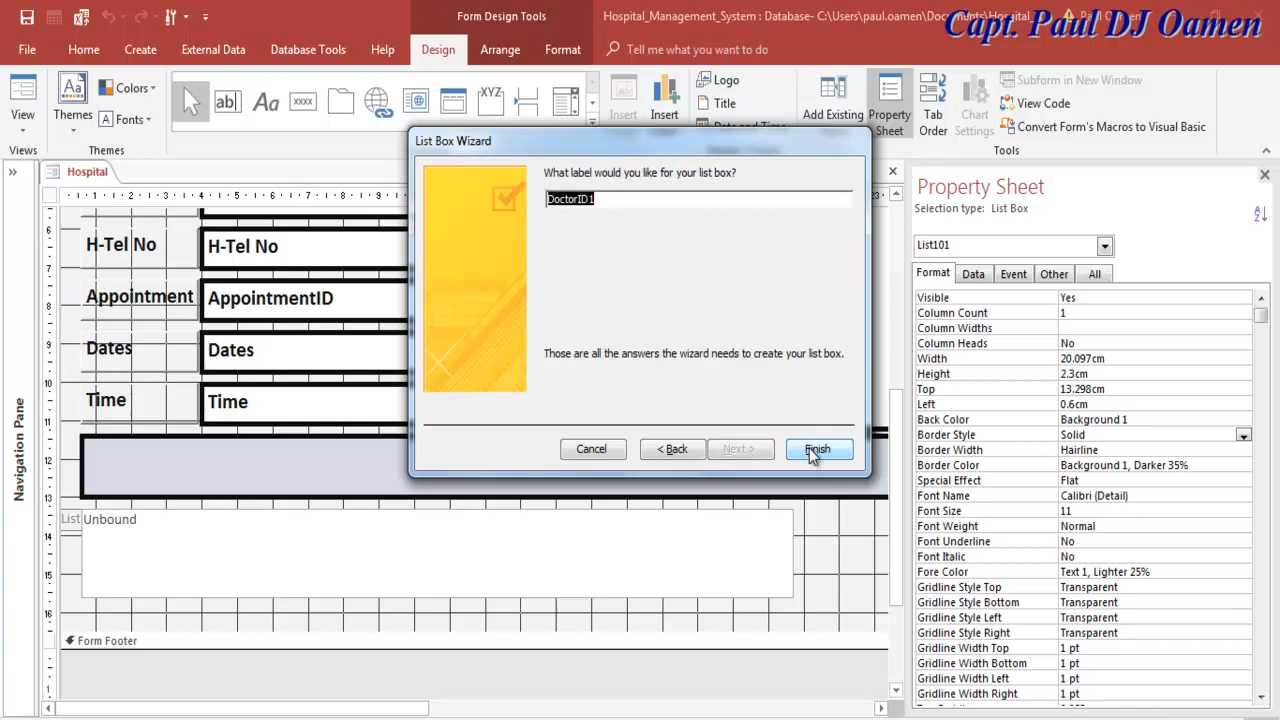 Form Design Tools
Hospital_Management_System : Database- C:\Users\paul.oamen\Documents\Hospital_
Capt. Paul DJ Oamen
File Home Create External Data Database Tools Help Design Arrange Format Tell me what you want to do
View
Views
Aa
Themes
Colors
Fonts
Themes
ab|
Aa
xxxx
XYZ
Insert
Insert
Logo
Title
Date and Time
Add Existing
Property
Sheet
Tab
Order
Chart
Settings
Subform in New Window
View Code
Convert Form's Macros to Visual Basic
Tools
Hospital
Navigation Pane
H-Tel No H-Tel No
Appointment AppointmentID
Dates Dates
Time Time
List Unbound
Form Footer
List Box Wizard
What label would you like for your list box?
DoctorID1
Those are all the answers the wizard needs to create your list box.
Cancel < Back Next > Finish
Property Sheet
Selection type: List Box
List101
Format Data Event Other All
Visible Yes
Column Count 1
Column Widths
Column Heads No
Width 20.097cm
Height 2.3cm
Top 13.298cm
Left 0.6cm
Back Color Background 1
Border Style Solid
Border Width Hairline
Border Color Background 1, Darker 35%
Special Effect Flat
Font Name Calibri (Detail)
Font Size 11
Font Weight Normal
Font Underline No
Font Italic No
Fore Color Text 1, Lighter 25%
Gridline Style Top Transparent
Gridline Style Bottom Transparent
Gridline Style Left Transparent
Gridline Style Right Transparent
Gridline Width Top 1 pt
Gridline Width Bottom 1 pt
Gridline Width Left 1 pt
Gridline Width Right 1 pt